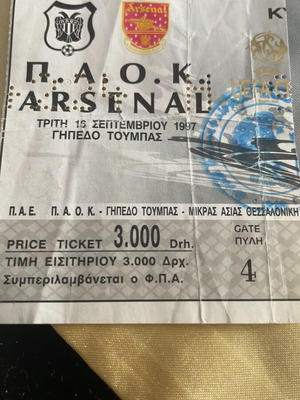 Arsenal
Π.Α.Ο.Κ.
ARSENAL
ΤΡΙΤΗ 16 ΣΕΠΤΕΜΒΡΙΟΥ 1997
ΓΗΠΕΔΟ ΤΟΥΜΠΑΣ
Π.Α.Ε. Π.Α.Ο.Κ. - ΓΗΠΕΔΟ ΤΟΥΜΠΑΣ - ΜΙΚΡΑΣ ΑΣΙΑΣ ΘΕΣΣΑΛΟΝΙΚΗ
PRICE TICKET 3.000 Drh.
ΤΙΜΗ ΕΙΣΙΤΗΡΙΟΥ 3.000 Δρχ.
Συμπεριλαμβάνεται ο Φ.Π.Α.
GATE
ΠΥΛΗ
4